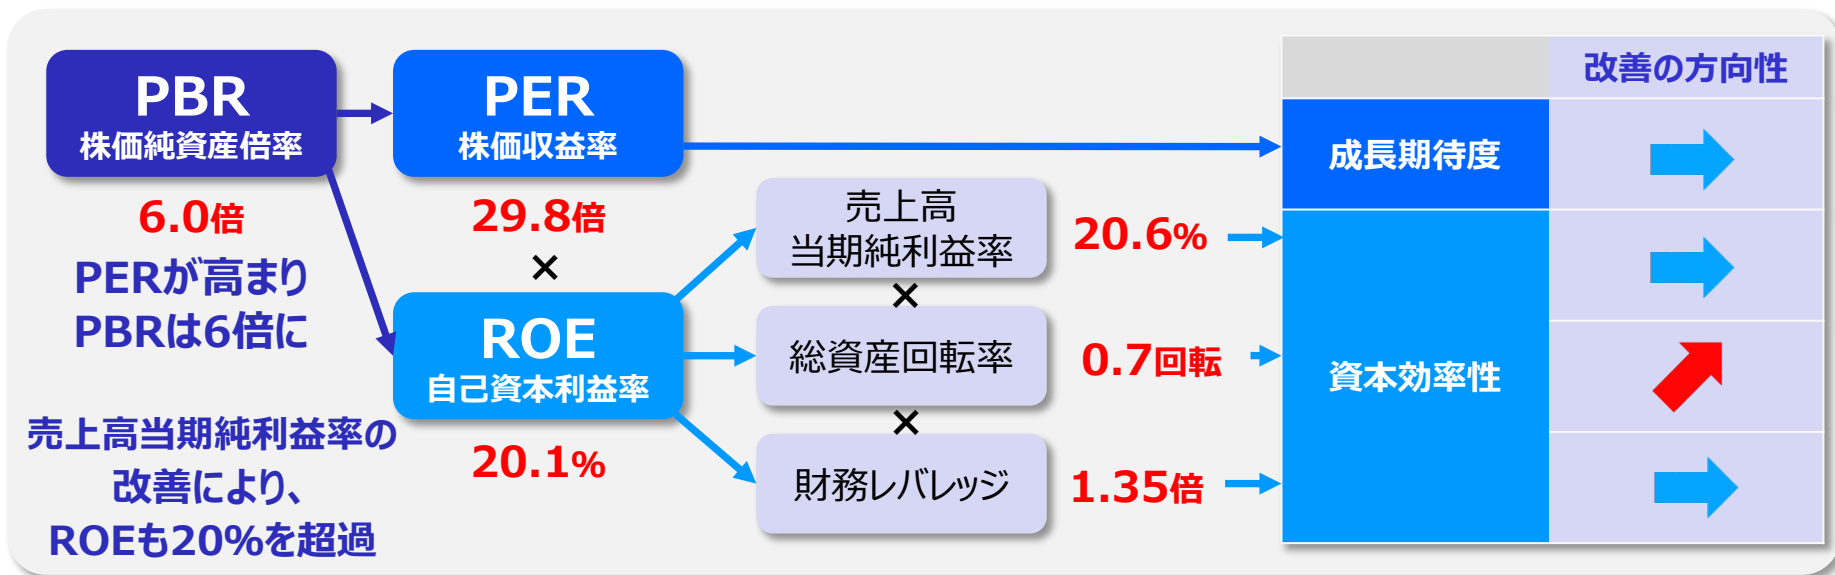 PBR
株価純資産倍率
6.0倍
PERが高まり
PBRは6倍に
売上高当期純利益率の
改善により、
ROEも20%を超過
PER
株価収益率
29.8倍
×
ROE
自己資本利益率
20.1%
売上高
当期純利益率
×
総資産回転率
×
財務レバレッジ
20.6%
0.7回転
1.35倍
改善の方向性
成長期待度
資本効率性